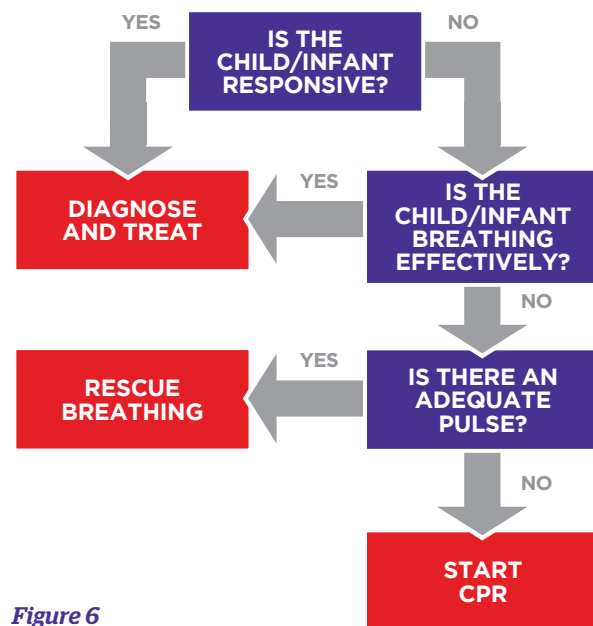 YES
IS THE
CHILD/INFANT
RESPONSIVE?
NO
DIAGNOSE
AND TREAT
YES
IS THE
CHILD/INFANT
BREATHING
EFFECTIVELY?
NO
RESCUE
BREATHING
YES
IS THERE AN
ADEQUATE
PULSE?
NO
START
CPR
Figure 6